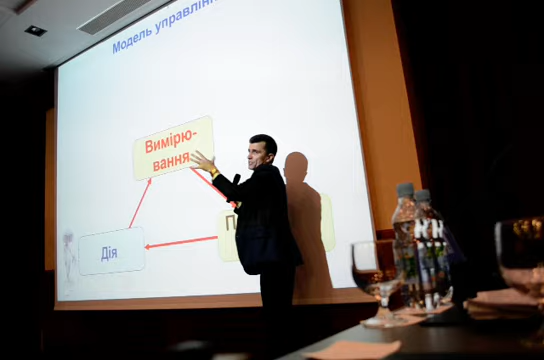 Модель управлін
Вимірю-
вання
П
Дія